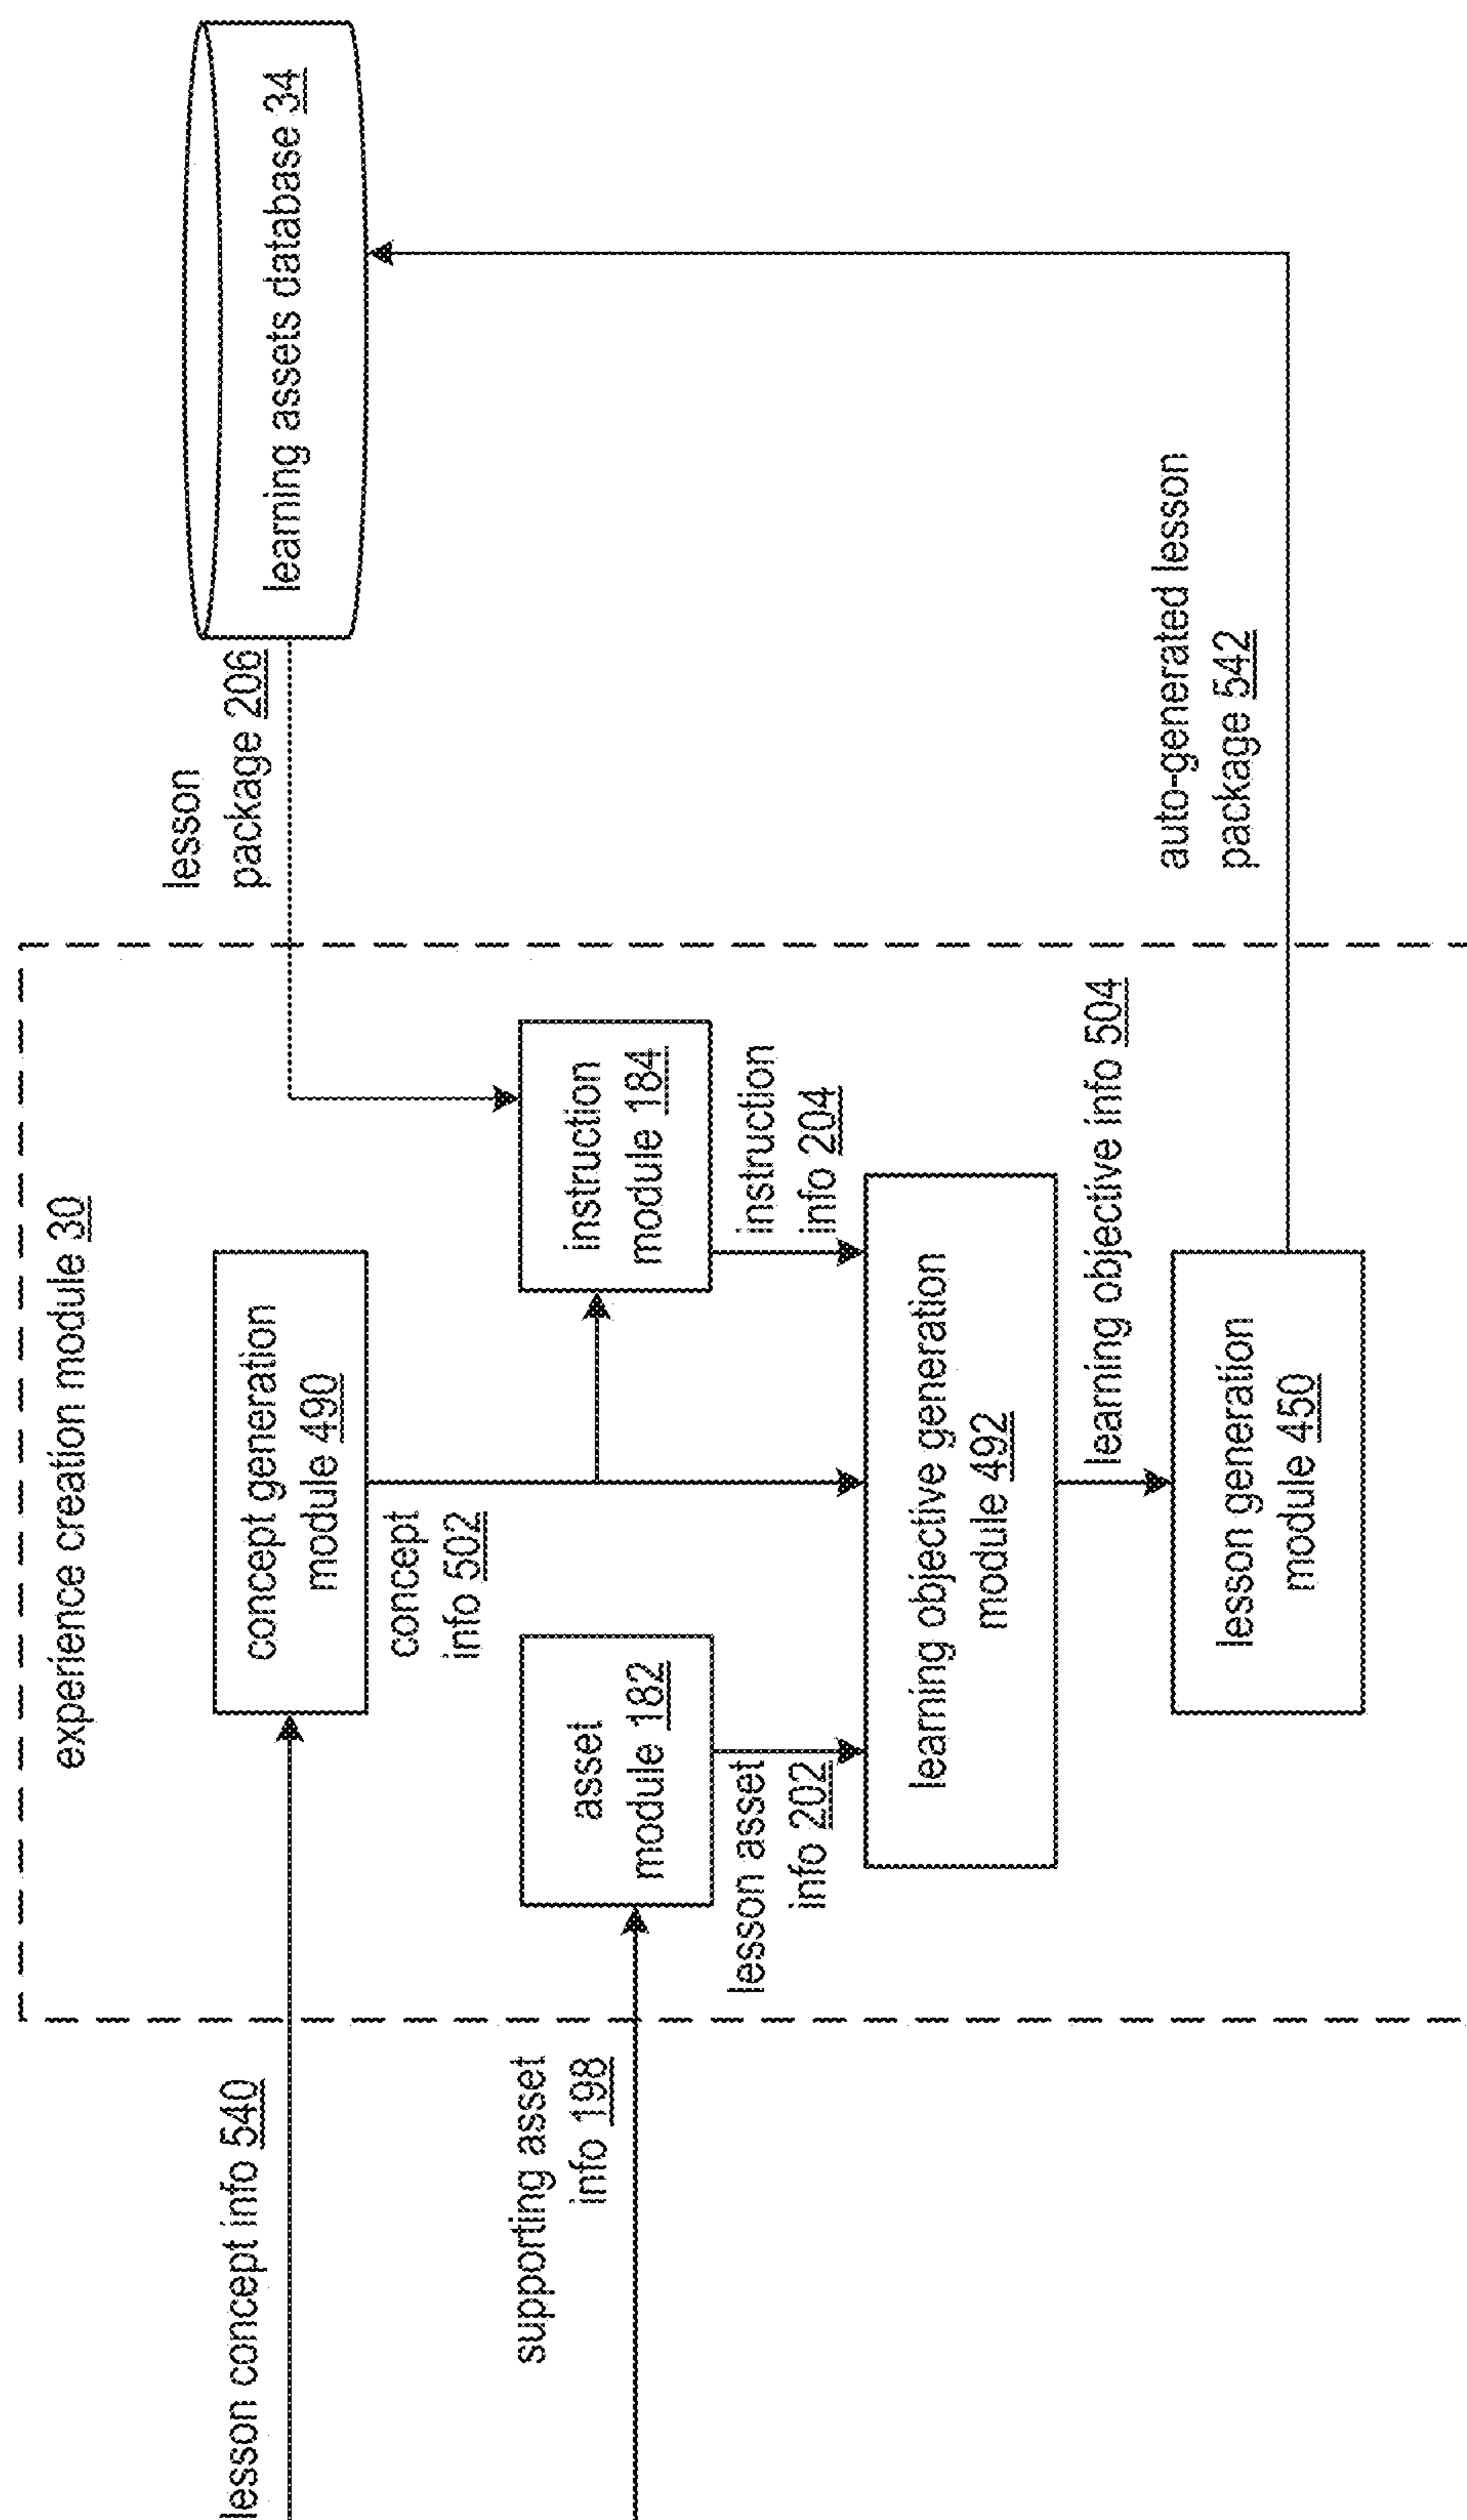 experience creation module 30
lesson concept info 540
concept generation
module 490
lesson
package 206
learning assets database 34
concept
info 502
supporting asset
info 198
asset
module 182
instruction
module 184
lesson asset
info 202
instruction
info 204
learning objective generation
module 492
learning objective info 504
auto-generated lesson
package 542
lesson generation
module 450